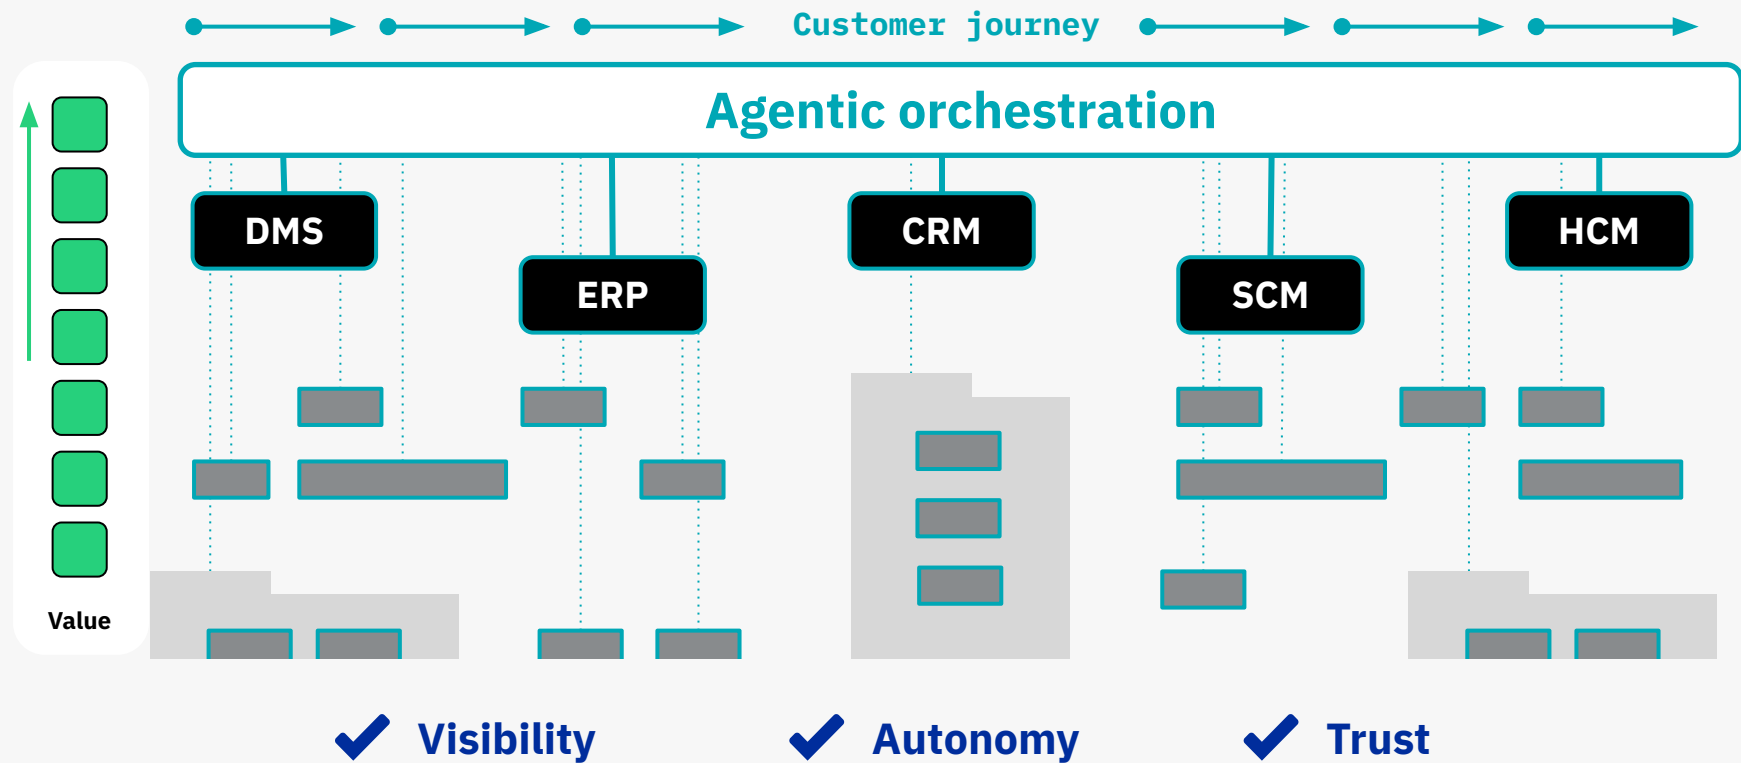 Customer journey
Agentic orchestration
DMS
CRM
HCM
ERP
SCM
Value
Visibility
Autonomy
Trust